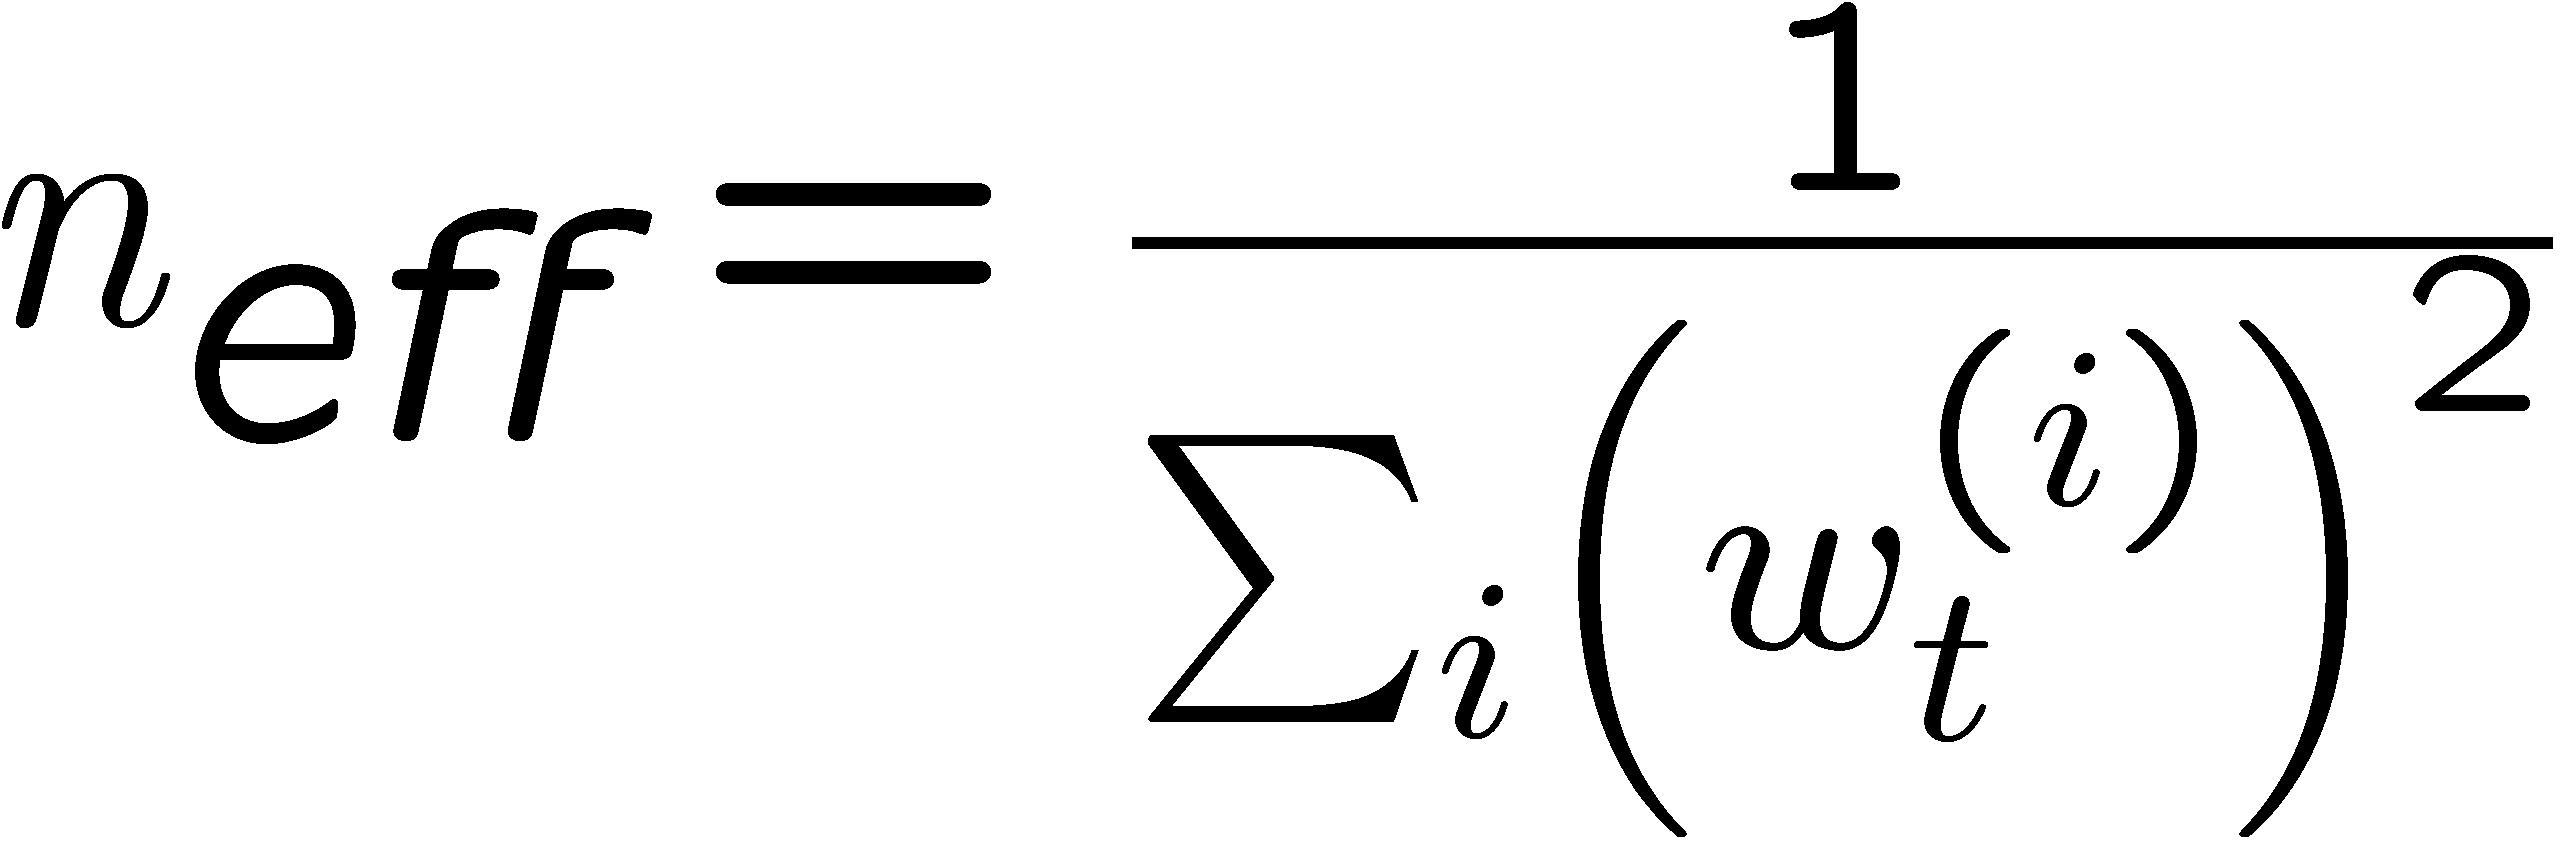 n_{eff} = \frac{1}{\sum_i \left( w_t^{(i)} \right)^2}